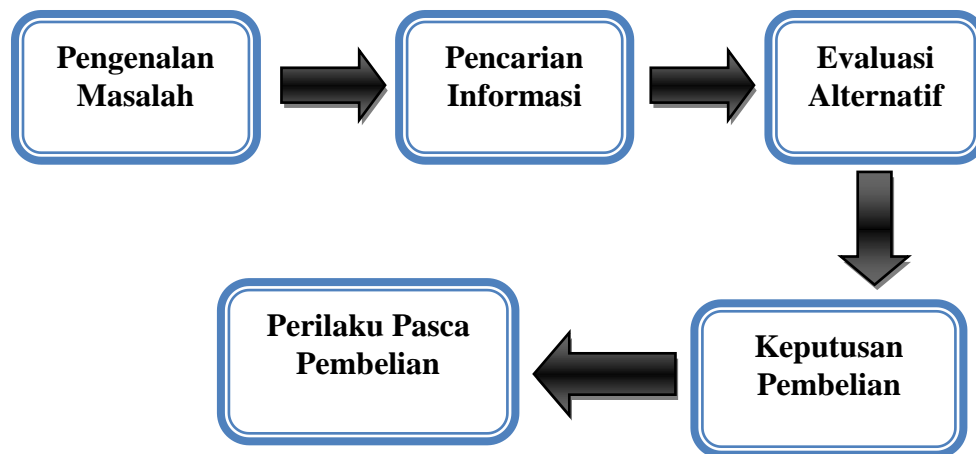 Pengenalan
Masalah
Pencarian
Informasi
Evaluasi
Alternatif
Keputusan
Pembelian
Perilaku Pasca
Pembelian